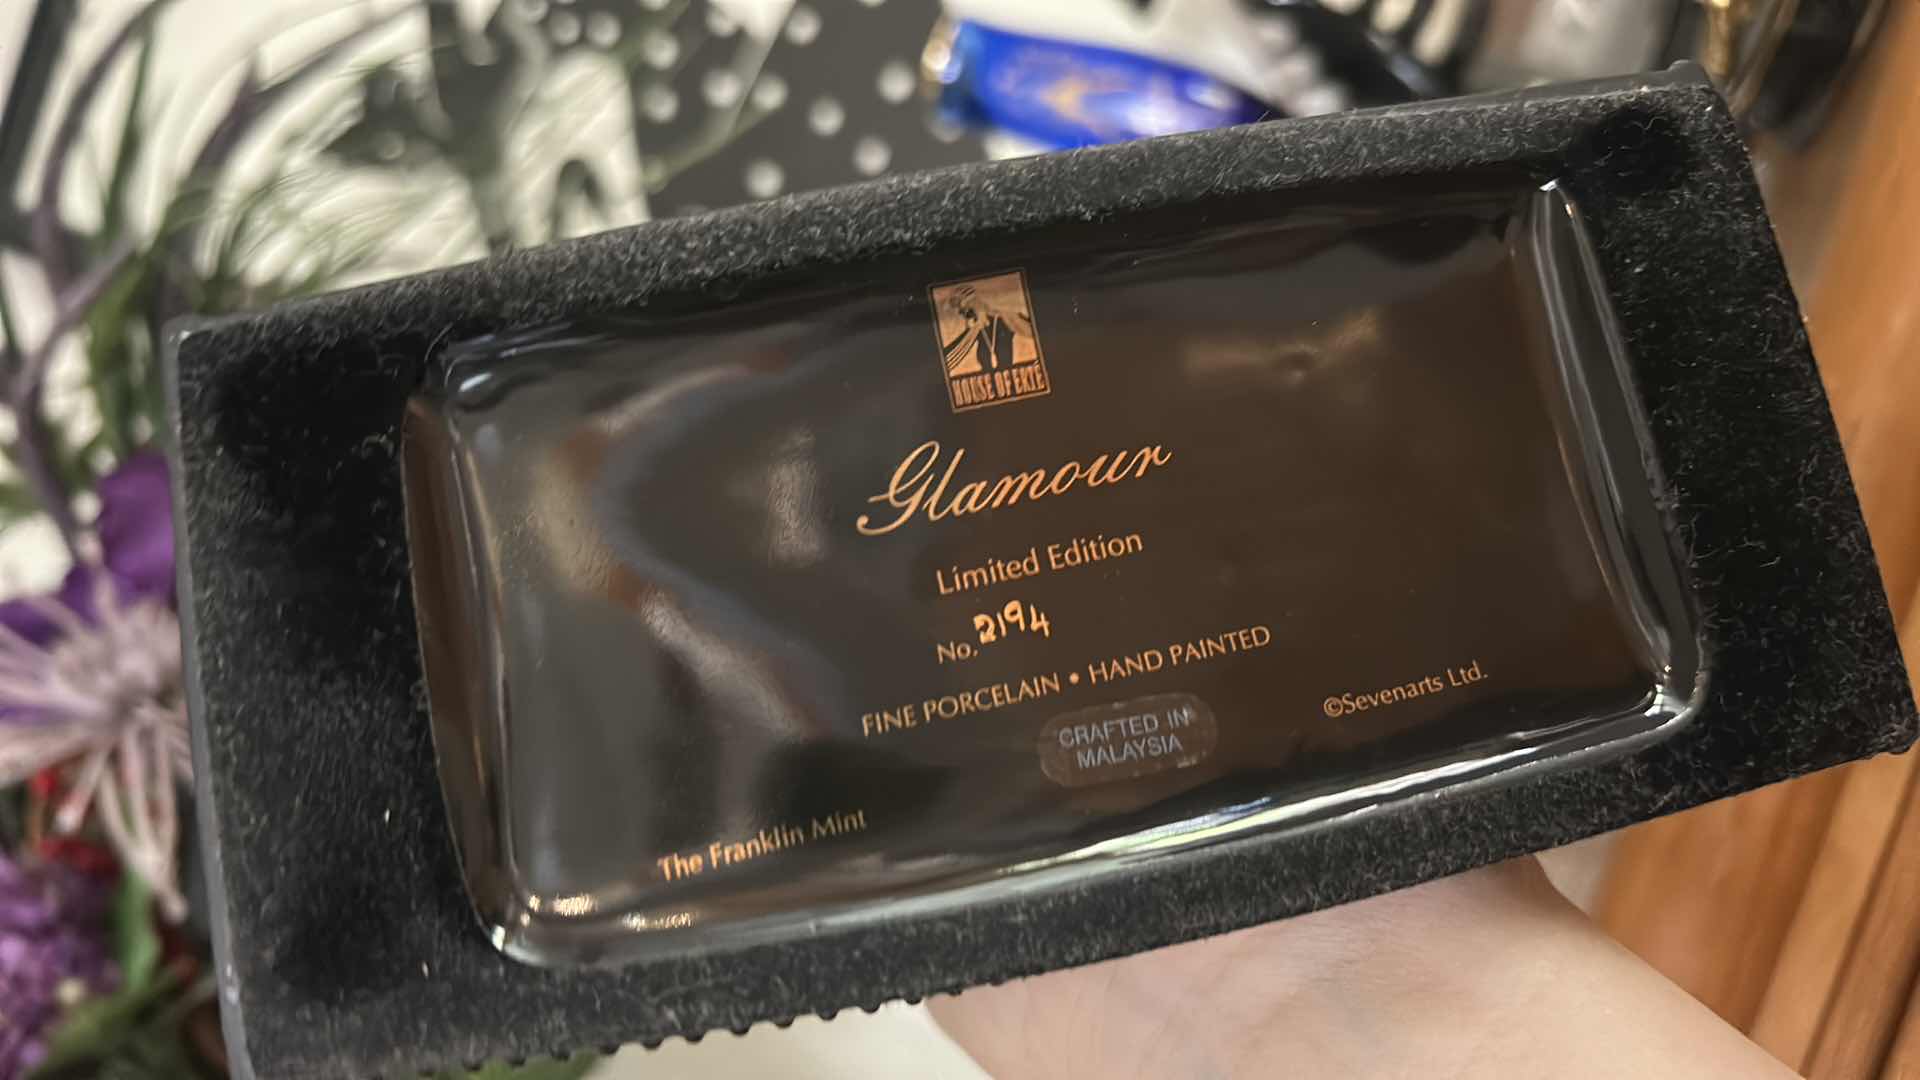 HOUSE OF ERTÉ
Glamour
Limited Edition
No. 2194
FINE PORCELAIN • HAND PAINTED
CRAFTED IN
MALAYSIA
©Sevenarts Ltd.
The Franklin Mint